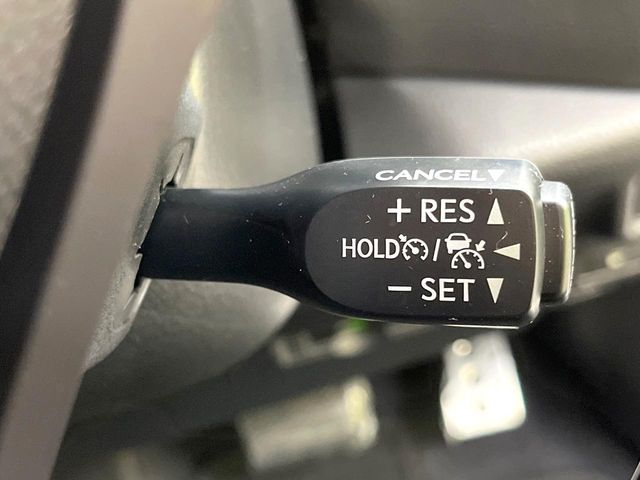 CANCEL▼
+ RES ▲
HOLD / ◀
− SET ▼